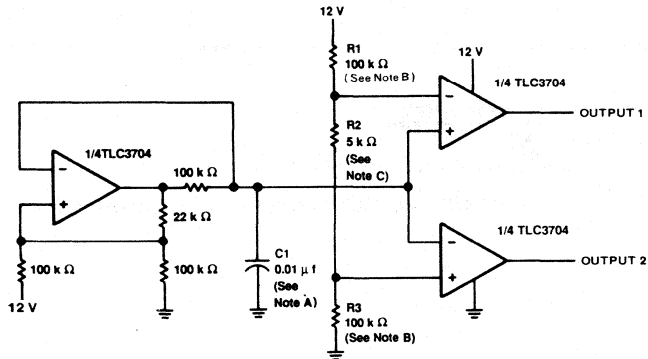 12 V
R1
100 k Ω
(See Note B)
12 V
1/4 TLC3704
−
+
OUTPUT 1
R2
5 k Ω
(See
Note C)
1/4TLC3704
−
+
100 k Ω
22 k Ω
100 k Ω
12 V
100 k Ω
C1
0.01 μ f
(See
Note A)
1/4 TLC3704
−
+
OUTPUT 2
R3
100 k Ω
(See Note B)